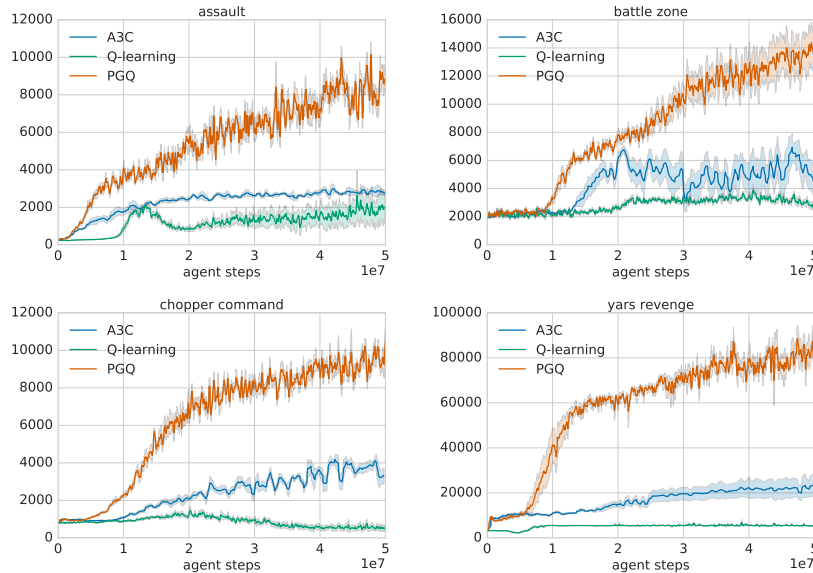 assault
12000
10000
8000
6000
4000
2000
0
A3C
Q-learning
PGQ
0 1 2 3 4 5
agent steps 1e7
battle zone
16000
14000
12000
10000
8000
6000
4000
2000
0
A3C
Q-learning
PGQ
0 1 2 3 4 5
agent steps 1e7
chopper command
12000
10000
8000
6000
4000
2000
0
A3C
Q-learning
PGQ
0 1 2 3 4 5
agent steps 1e7
yars revenge
100000
80000
60000
40000
20000
0
A3C
Q-learning
PGQ
0 1 2 3 4 5
agent steps 1e7